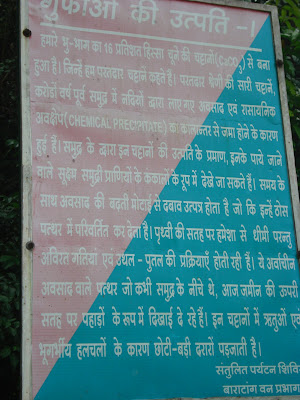 गुफाओं की उत्पति - 1
हमारे भू-भाग का 16 प्रतिशत हिस्सा चूने की चट्टानों (CaCO3) से बना
हुआ है। जिन्हें हम परतदार चट्टान कहते हैं। परतदार श्रेणी की सारी चट्टानें,
करोड़ों वर्ष पूर्व समुद्र में नदियों द्वारा लाए गए अवसाद एवं रासायनिक
अवक्षेप(CHEMICAL PRECIPITATE) का कालान्तर से जमा होने के कारण
हुई हैं। समुद्र के द्वारा इन चट्टानों की उत्पति के प्रमाण, इनके पाये जाने
वाले सूक्ष्म समुद्री प्राणियों के कंकालों के रूप में देखे जा सकते हैं। समय के
साथ अवसाद की बढ़ती मोटाई से दबाव उत्पन्न होता है जो कि इन्हें ठोस
पत्थर में परिवर्तित कर देता है। पृथ्वी की सतह पर हमेशा से धीमी परन्तु
अविरत गतियां एवं उथल - पुतल की प्रक्रियाएँ होती रही हैं। ये अर्वाचीन
अवसाद वाले पत्थर जो कभी समुद्र के नीचे थे, आज जमीन की ऊपरी
सतह पर पहाड़ों के रूप में दिखाई दे रहे हैं। इन चट्टानों में ऋतुओं एवं
भूगर्भीय हलचलों के कारण छोटी-बड़ी दरारें पड़जाती है।
संतुलित पर्यटन शिविर
बाराटांग वन प्रभाग